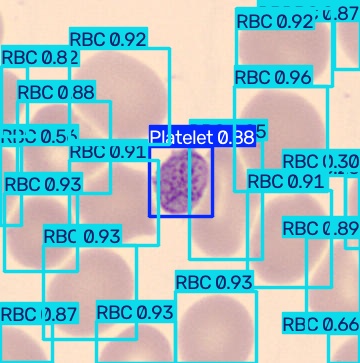 RBC 0.92
0.87
RBC 0.92
RBC 0.82
RBC 0.96
RBC 0.88
Platelet 0.88
RBC 0.91
RBC 0.30
RBC 0.93
RBC 0.91
RBC 0.93
RBC 0.89
RBC 0.93
RBC 0.87
RBC 0.93
RBC 0.66